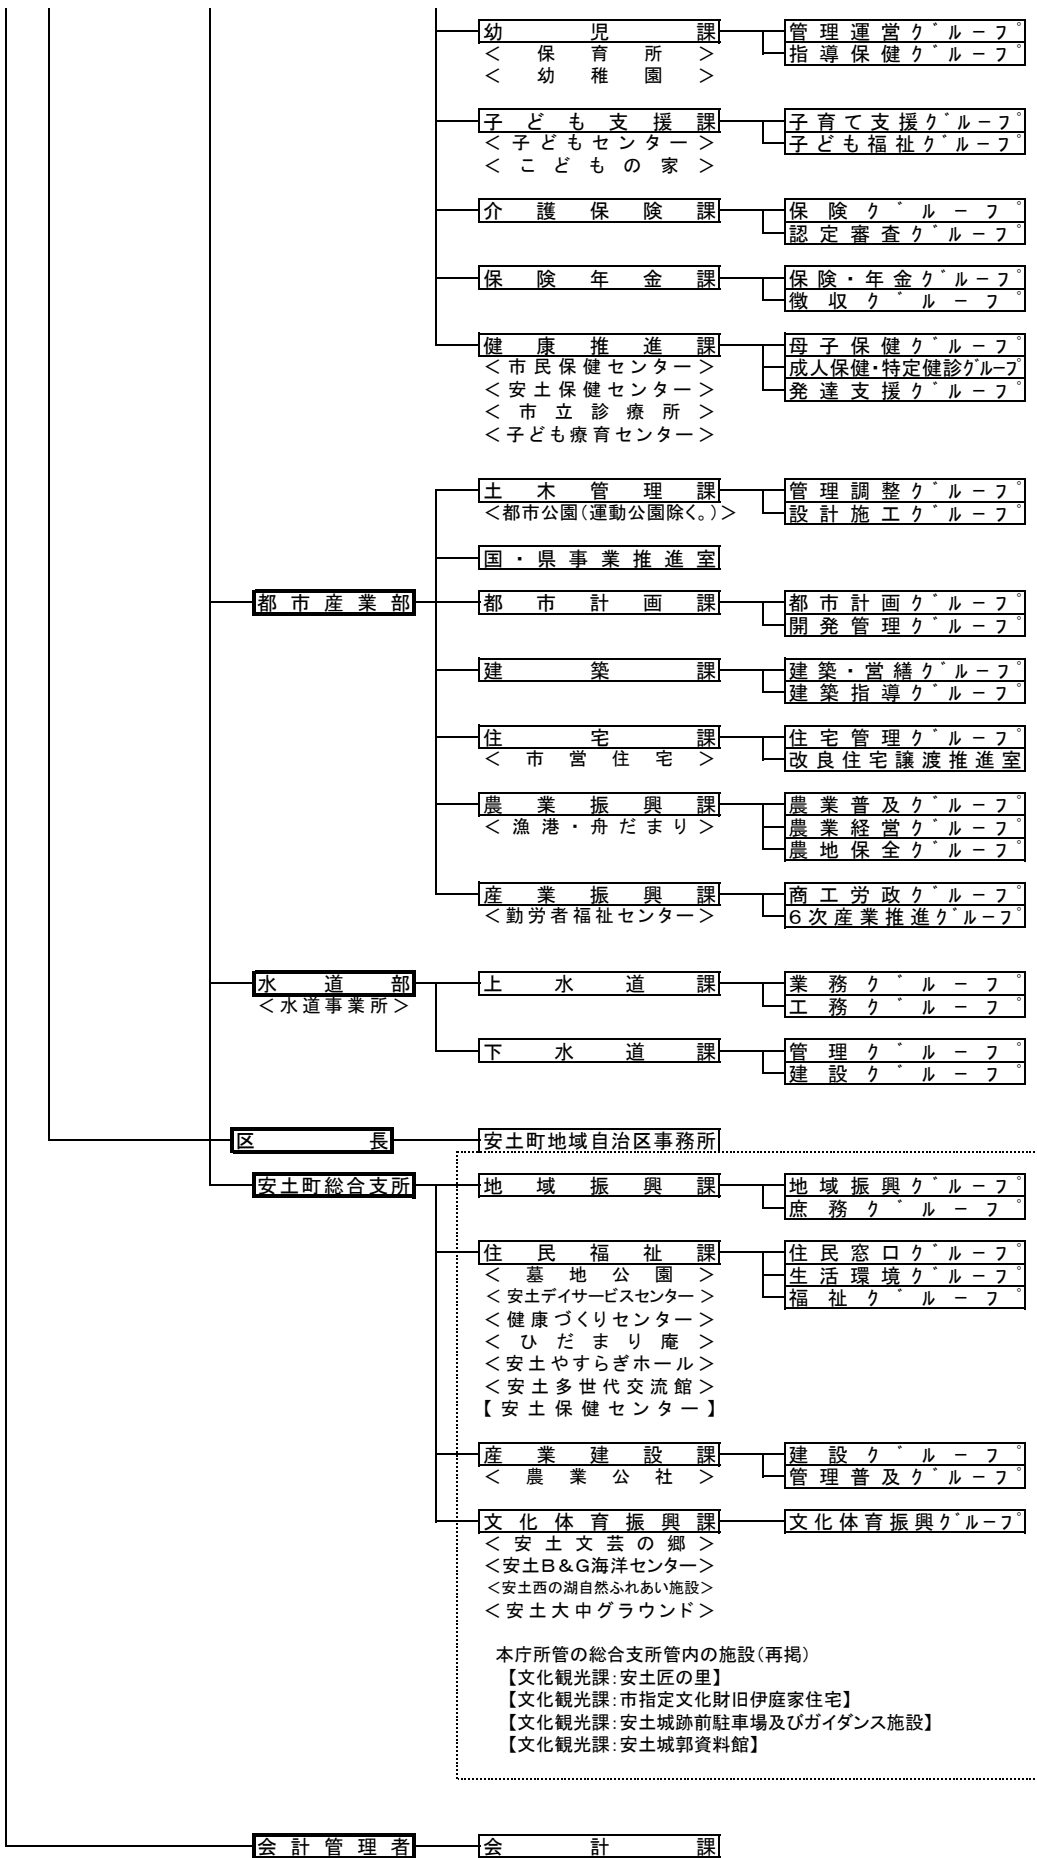 幼児課 管理運営グループ
<保育所> 指導保健グループ
<幼稚園>
子ども支援課 子育て支援グループ
<子どもセンター> 子ども福祉グループ
<こどもの家>
介護保険課 保険グループ
認定審査グループ
保険年金課 保険・年金グループ
徴収グループ
健康推進課 母子保健グループ
<市民保健センター> 成人保健・特定健診グループ
<安土保健センター> 発達支援グループ
<市立診療所>
<子ども療育センター>
土木管理課 管理調整グループ
<都市公園(運動公園除く。)> 設計施工グループ
国・県事業推進室
都市産業部 都市計画課 都市計画グループ
開発管理グループ
建築課 建築・営繕グループ
建築指導グループ
住宅課 住宅管理グループ
<市営住宅> 改良住宅譲渡推進室
農業振興課 農業普及グループ
<漁港・舟だまり> 農業経営グループ
農地保全グループ
産業振興課 商工労政グループ
<勤労者福祉センター> 6次産業推進グループ
水道部 上水道課 業務グループ
<水道事業所> 工務グループ
下水道課 管理グループ
建設グループ
区長 安土町地域自治区事務所
安土町総合支所 地域振興課 地域振興グループ
庶務グループ
住民福祉課 住民窓口グループ
<墓地公園> 生活環境グループ
<安土デイサービスセンター> 福祉グループ
<健康づくりセンター>
<ひだまり庵>
<安土やすらぎホール>
<安土多世代交流館>
【安土保健センター】
産業建設課 建設グループ
<農業公社> 管理普及グループ
文化体育振興課 文化体育振興グループ
<安土文芸の郷>
<安土B&G海洋センター>
<安土西の湖自然ふれあい施設>
<安土大中グラウンド>
本庁所管の総合支所管内の施設(再掲)
【文化観光課:安土匠の里】
【文化観光課:市指定文化財旧伊庭家住宅】
【文化観光課:安土城跡前駐車場及びガイダンス施設】
【文化観光課:安土城郭資料館】
会計管理者 会計課